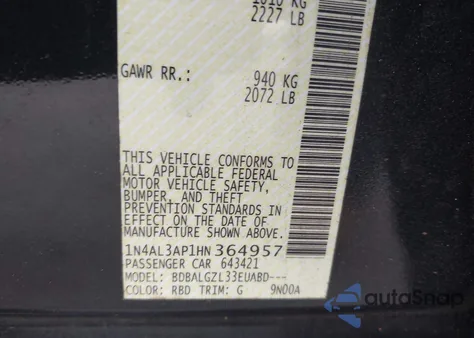 1010 KG
2227 LB
GAWR RR.: 940 KG
2072 LB
THIS VEHICLE CONFORMS TO
ALL APPLICABLE FEDERAL
MOTOR VEHICLE SAFETY,
BUMPER, AND THEFT
PREVENTION STANDARDS IN
EFFECT ON THE DATE OF
MANUFACTURE SHOWN ABOVE.
1N4AL3AP1HN364957
PASSENGER CAR 643421
MODEL: BDBALGZL33EUABD---
COLOR: RBD TRIM: G 9N00A
autoSnap